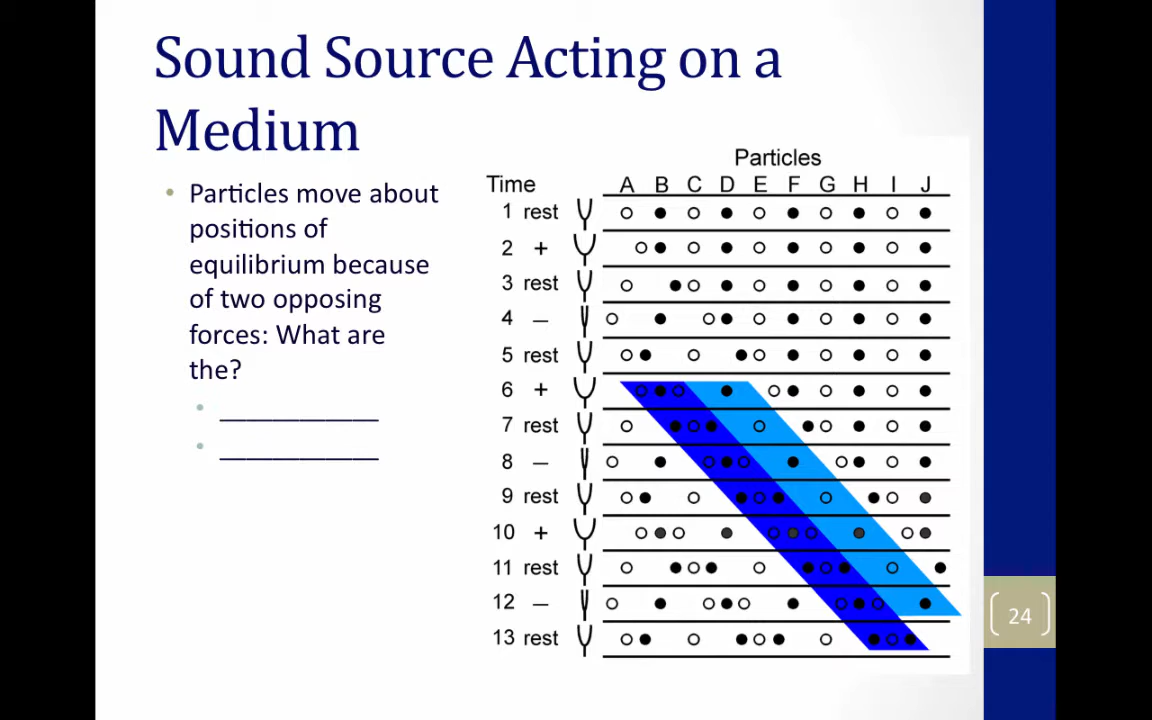 Sound Source Acting on a
Medium
• Particles move about
positions of
equilibrium because
of two opposing
forces: What are
the?
• ___________
• ___________
Particles
Time A B C D E F G H I J
1 rest
2 +
3 rest
4 –
5 rest
6 +
7 rest
8 –
9 rest
10 +
11 rest
12 –
13 rest
24